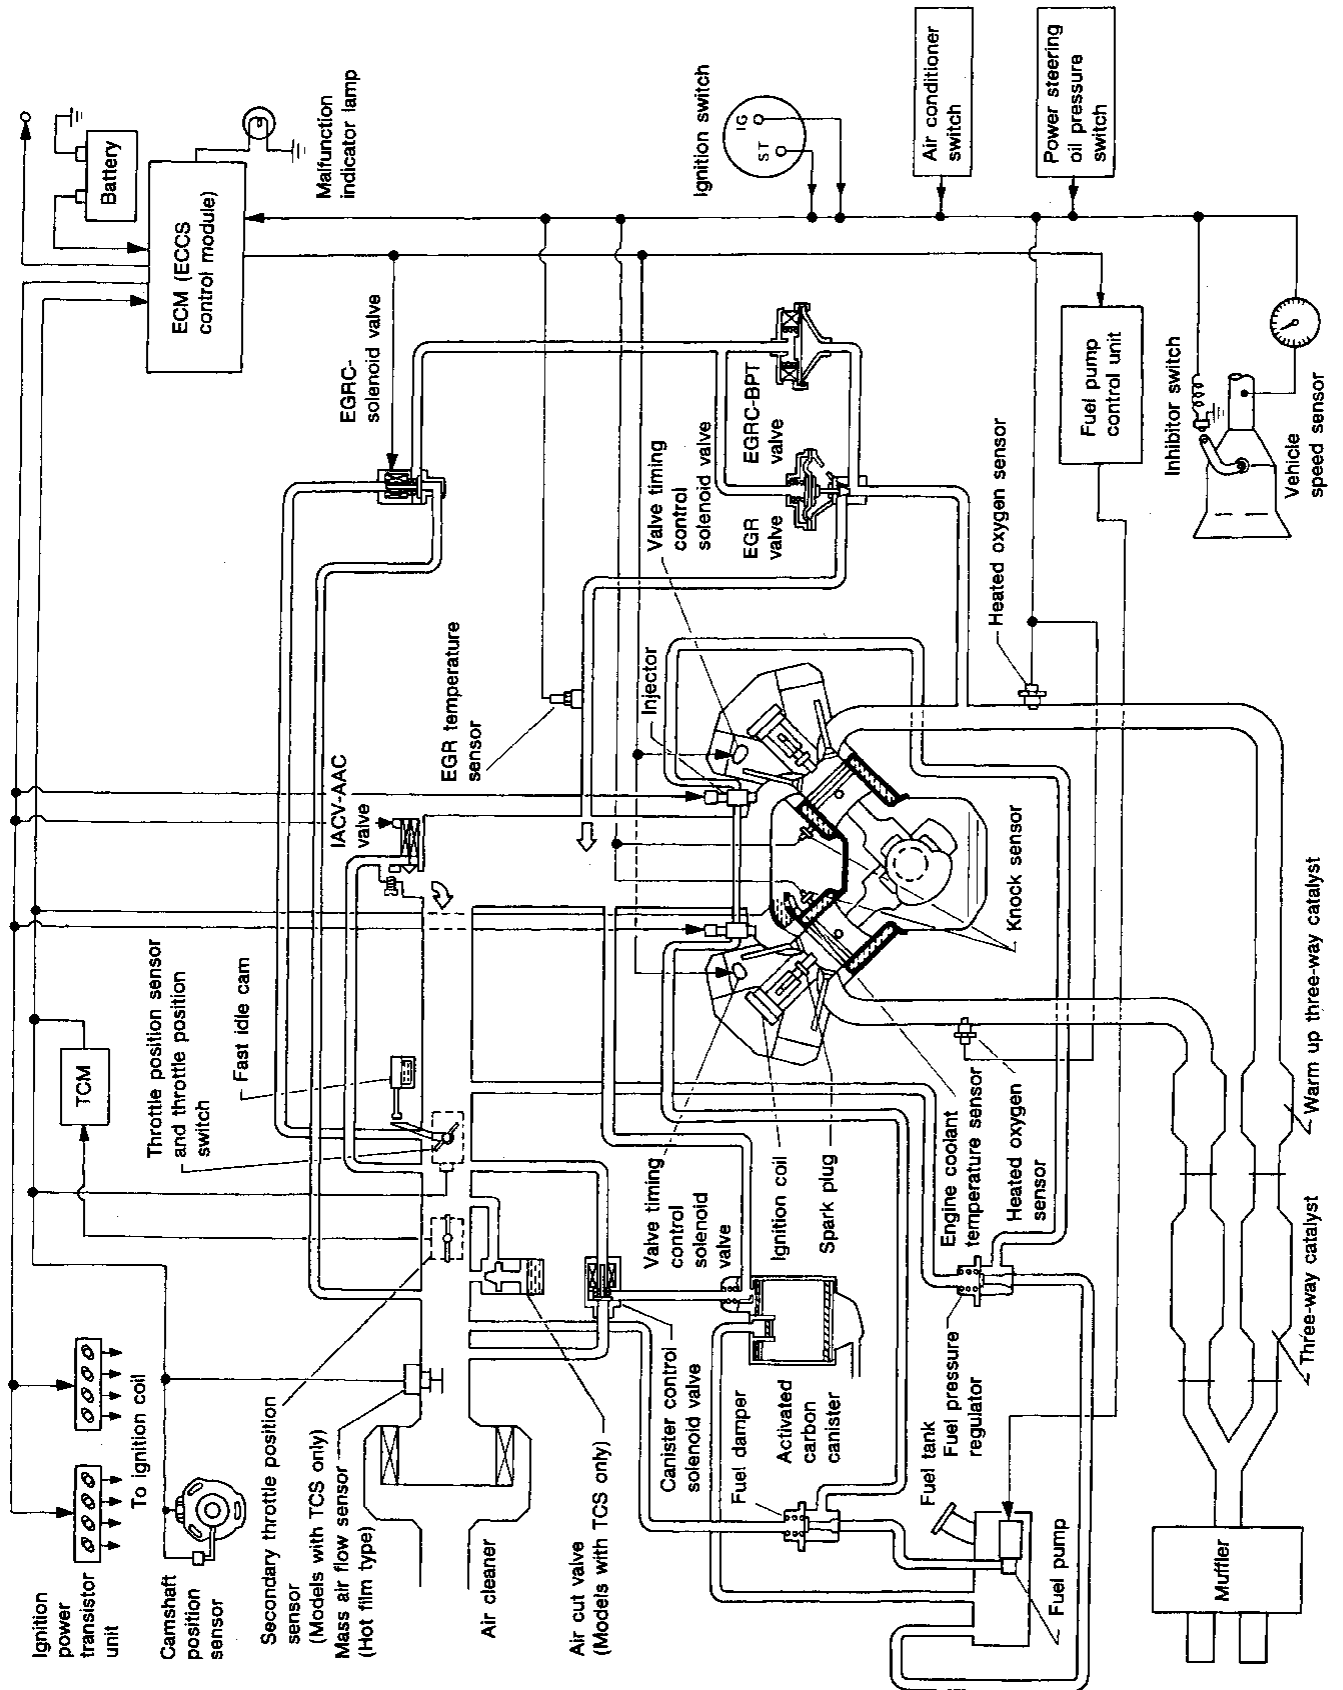 Ignition
power
transistor
unit
To ignition coil
Camshaft
position
sensor
Secondary throttle position
sensor
(Models with TCS only)
Mass air flow sensor
(Hot film type)
Air cleaner
Air cut valve
(Models with TCS only)
TCM
Throttle position sensor
and throttle position
switch
Fast idle cam
IACV-AAC
valve
EGR temperature
sensor
Injector
Battery
ECM (ECCS
control module)
Malfunction
indicator lamp
EGRC-
solenoid valve
Ignition switch
ST
IG
Air conditioner
switch
Power steering
oil pressure
switch
Valve timing
control
solenoid valve
EGR
valve
EGRC-BPT
valve
Heated oxygen sensor
Fuel pump
control unit
Inhibitor switch
Vehicle
speed sensor
Knock sensor
Valve timing
control
solenoid
valve
Ignition coil
Spark plug
Engine coolant
temperature sensor
Heated oxygen
sensor
Canister control
solenoid valve
Fuel damper
Activated
carbon
canister
Fuel tank
Fuel pressure
regulator
Fuel pump
Warm up three-way catalyst
Three-way catalyst
Muffler